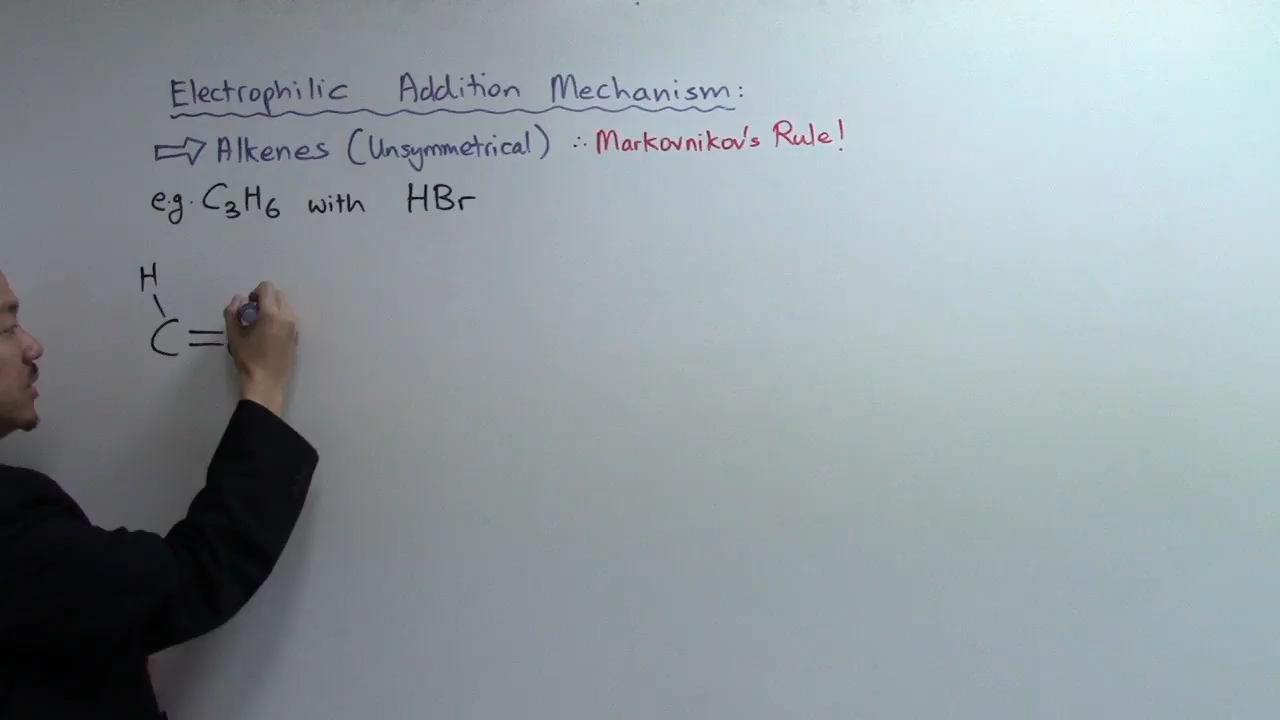 Electrophilic Addition Mechanism:
⇨ Alkenes (Unsymmetrical) ∴ Markovnikov's Rule!
e.g. C₃H₆ with HBr
H
\
C=